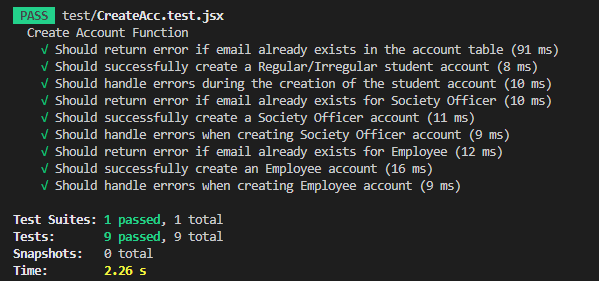 PASS test/CreateAcc.test.jsx
Create Account Function
√ Should return error if email already exists in the account table (91 ms)
√ Should successfully create a Regular/Irregular student account (8 ms)
√ Should handle errors during the creation of the student account (10 ms)
√ Should return error if email already exists for Society Officer (10 ms)
√ Should successfully create a Society Officer account (11 ms)
√ Should handle errors when creating Society Officer account (9 ms)
√ Should return error if email already exists for Employee (12 ms)
√ Should successfully create an Employee account (16 ms)
√ Should handle errors when creating Employee account (9 ms)
Test Suites: 1 passed, 1 total
Tests: 9 passed, 9 total
Snapshots: 0 total
Time: 2.26 s